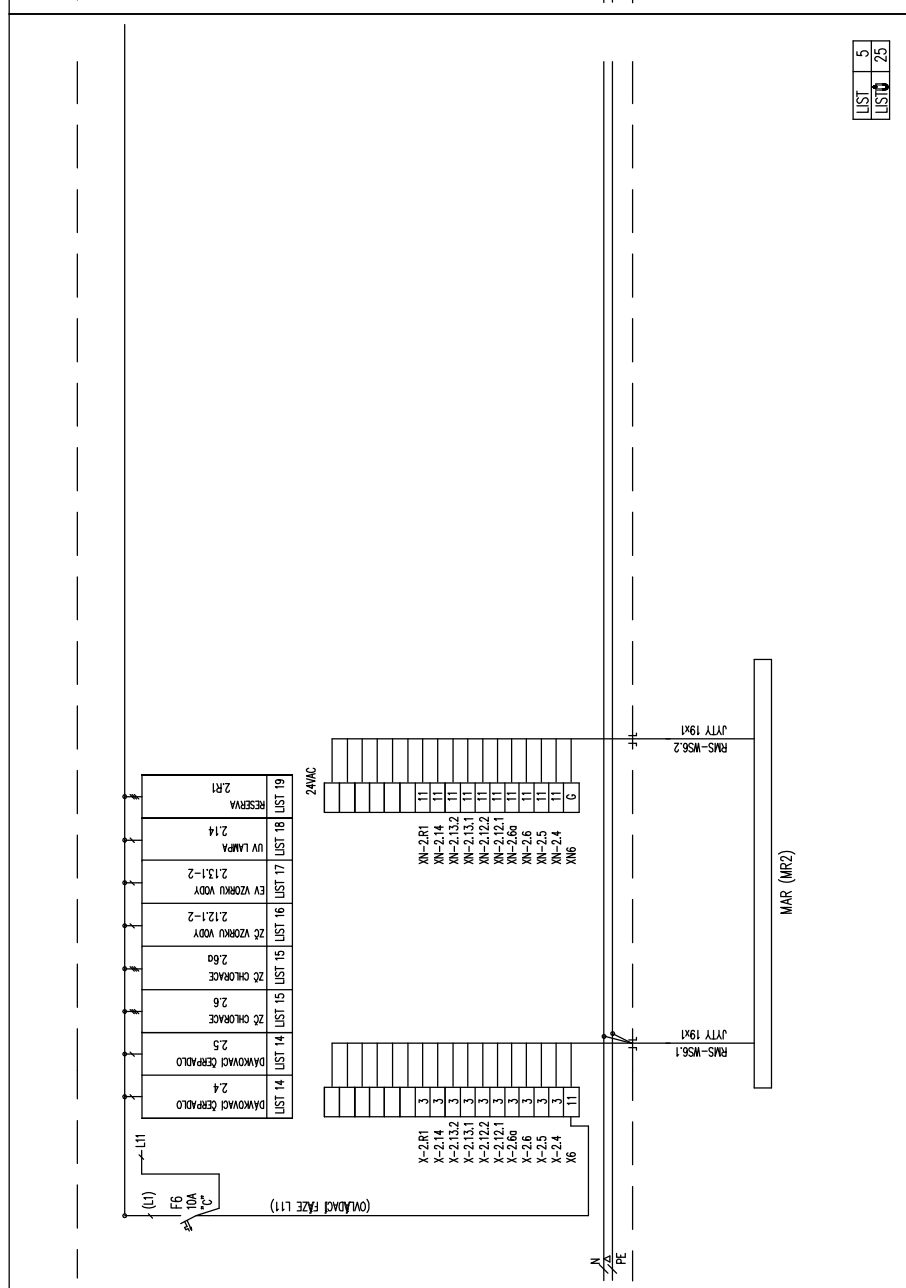 LIST 5
LISTŮ 25
L11
(L1)
F6
10A
"C"
(OVLÁDACÍ FÁZE L11)
DÁVKOVACÍ ČERPADLO
2.4
LIST 14
DÁVKOVACÍ ČERPADLO
2.5
LIST 14
ZČ CHLORACE
2.6
LIST 15
ZČ CHLORACE
2.6a
LIST 15
ZČ VZORKU VODY
2.12.1-2
LIST 16
EV VZORKU VODY
2.13.1-2
LIST 17
UV LAMPA
2.14
LIST 18
RESERVA
2.R1
LIST 19
X-2.R1 3
X-2.14 3
X-2.13.2 3
X-2.13.1 3
X-2.12.2 3
X-2.12.1 3
X-2.6a 3
X-2.6 3
X-2.5 3
X-2.4 3
X6 11
24VAC
XN-2.R1 11
XN-2.14 11
XN-2.13.2 11
XN-2.13.1 11
XN-2.12.2 11
XN-2.12.1 11
XN-2.6a 11
XN-2.6 11
XN-2.5 11
XN-2.4 11
XN6 G
N
PE
RMS-WS6.1
JYTY 19x1
RMS-WS6.2
JYTY 19x1
MAR (MR2)